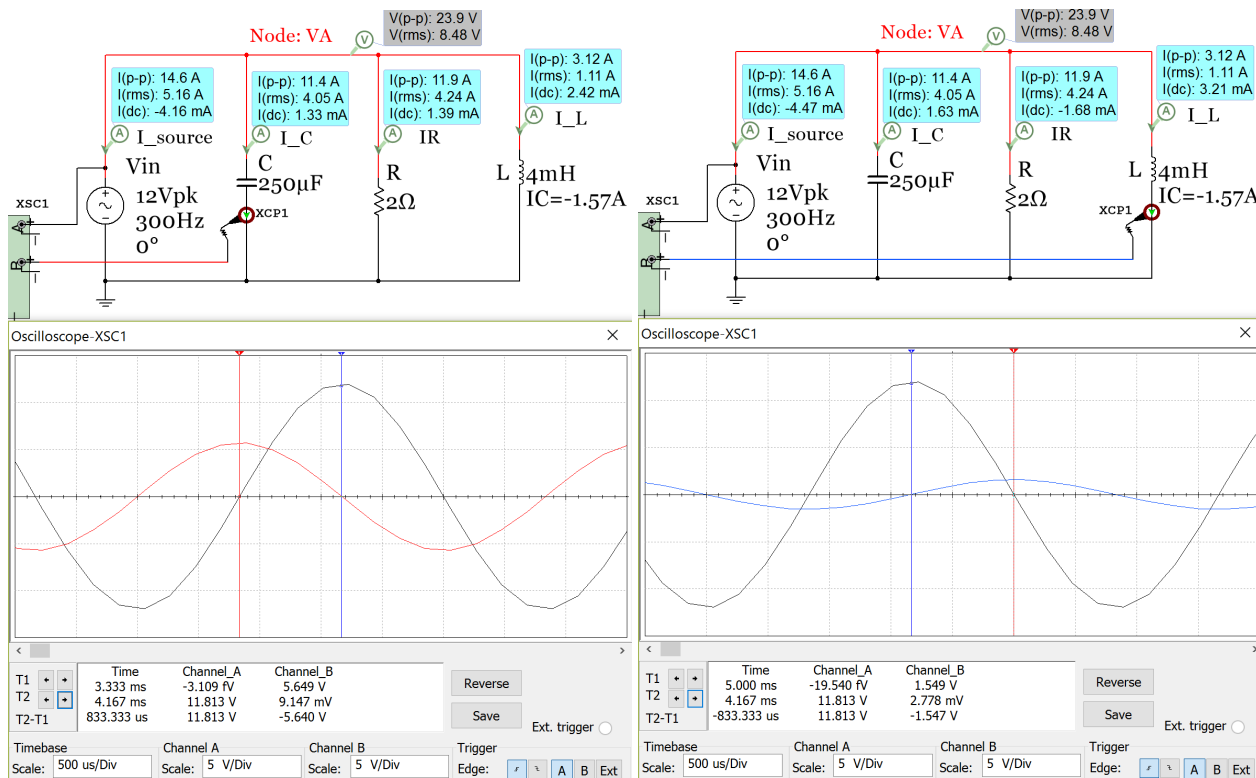 V(p-p): 23.9 V
V(rms): 8.48 V
Node: VA
V
I(p-p): 14.6 A
I(rms): 5.16 A
I(dc): -4.16 mA
I(p-p): 11.4 A
I(rms): 4.05 A
I(dc): 1.33 mA
I(p-p): 11.9 A
I(rms): 4.24 A
I(dc): 1.39 mA
I(p-p): 3.12 A
I(rms): 1.11 A
I(dc): 2.42 mA
A I_source
A I_C
A IR
A I_L
Vin
12Vpk
300Hz
0°
C
250µF
R
2Ω
L 4mH
IC=-1.57A
XSC1
XCP1
A
B
V(p-p): 23.9 V
V(rms): 8.48 V
Node: VA
V
I(p-p): 14.6 A
I(rms): 5.16 A
I(dc): -4.47 mA
I(p-p): 11.4 A
I(rms): 4.05 A
I(dc): 1.63 mA
I(p-p): 11.9 A
I(rms): 4.24 A
I(dc): -1.68 mA
I(p-p): 3.12 A
I(rms): 1.11 A
I(dc): 3.21 mA
A I_source
A I_C
A IR
A I_L
Vin
12Vpk
300Hz
0°
C
250µF
R
2Ω
L 4mH
IC=-1.57A
XSC1
XCP1
A
B
Oscilloscope-XSC1
Time Channel_A Channel_B
T1 3.333 ms -3.109 fV 5.649 V
T2 4.167 ms 11.813 V 9.147 mV
T2-T1 833.333 us 11.813 V -5.640 V
Reverse
Save
Ext. trigger
Timebase
Scale: 500 us/Div
Channel A
Scale: 5 V/Div
Channel B
Scale: 5 V/Div
Trigger
Edge: A B Ext
Oscilloscope-XSC1
Time Channel_A Channel_B
T1 5.000 ms -19.540 fV 1.549 V
T2 4.167 ms 11.813 V 2.778 mV
T2-T1 -833.333 us 11.813 V -1.547 V
Reverse
Save
Ext. trigger
Timebase
Scale: 500 us/Div
Channel A
Scale: 5 V/Div
Channel B
Scale: 5 V/Div
Trigger
Edge: A B Ext